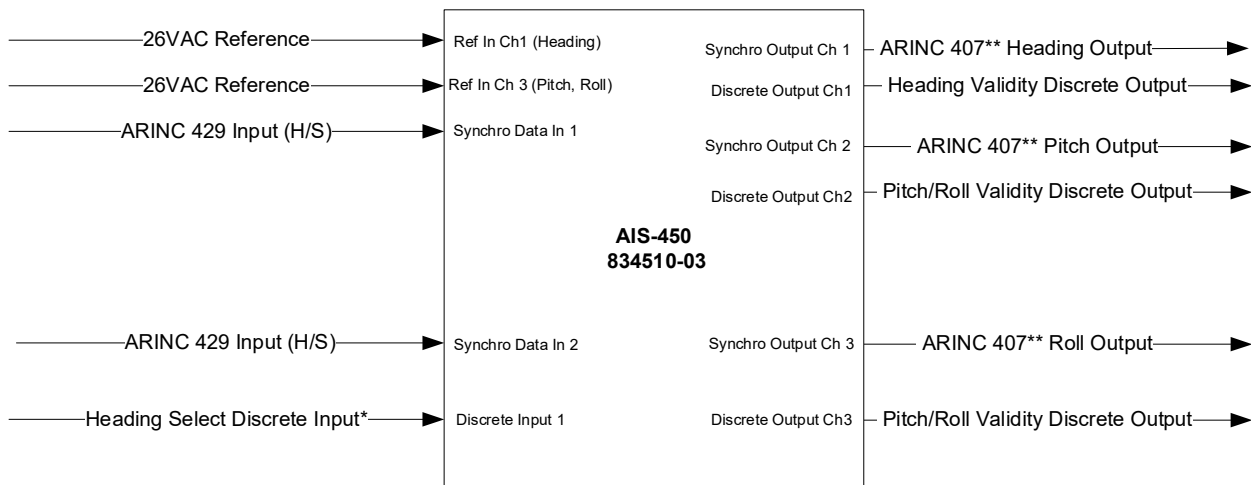 26VAC Reference
Ref In Ch1 (Heading)
Synchro Output Ch 1
ARINC 407** Heading Output
26VAC Reference
Ref In Ch 3 (Pitch, Roll)
Discrete Output Ch1
Heading Validity Discrete Output
ARINC 429 Input (H/S)
Synchro Data In 1
Synchro Output Ch 2
ARINC 407** Pitch Output
Discrete Output Ch2
Pitch/Roll Validity Discrete Output
AIS-450
834510-03
ARINC 429 Input (H/S)
Synchro Data In 2
Synchro Output Ch 3
ARINC 407** Roll Output
Heading Select Discrete Input*
Discrete Input 1
Discrete Output Ch3
Pitch/Roll Validity Discrete Output